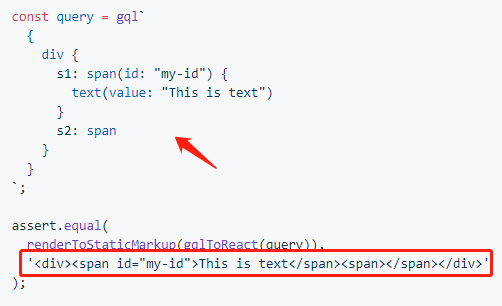 const query = gql`
  {
    div {
      s1: span(id: "my-id") {
        text(value: "This is text")
      }
      s2: span
    }
  }
`;

assert.equal(
  renderToStaticMarkup(gqlToReact(query)),
  '<div><span id="my-id">This is text</span><span></span></div>'
);